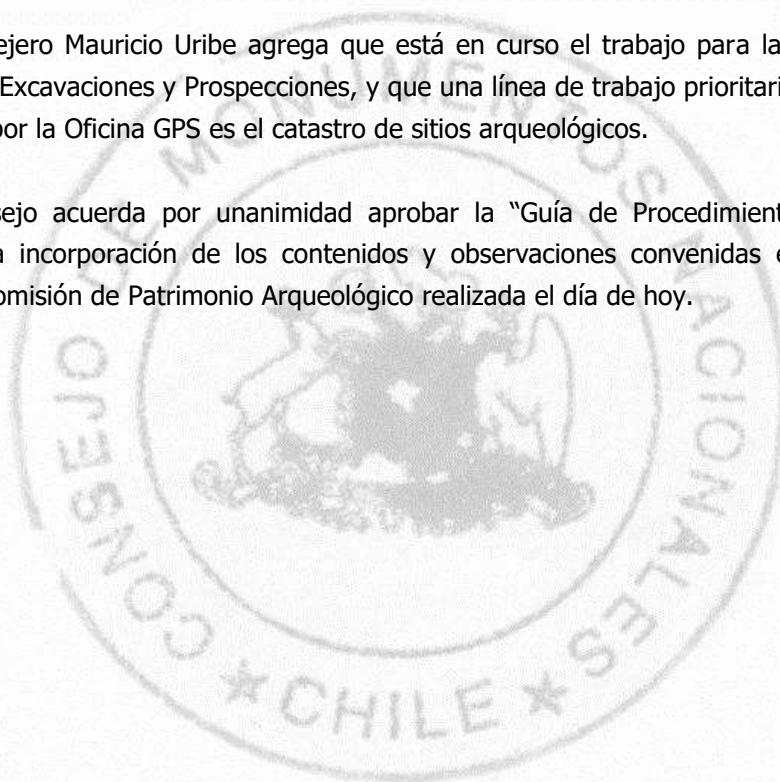 ejero Mauricio Uribe agrega que está en curso el trabajo para la
Excavaciones y Prospecciones, y que una línea de trabajo prioritari
por la Oficina GPS es el catastro de sitios arqueológicos.
sejo acuerda por unanimidad aprobar la “Guía de Procedimient
a incorporación de los contenidos y observaciones convenidas e
omisión de Patrimonio Arqueológico realizada el día de hoy.
CONSEJO DE MONUMENTOS NACIONALES
* CHILE *